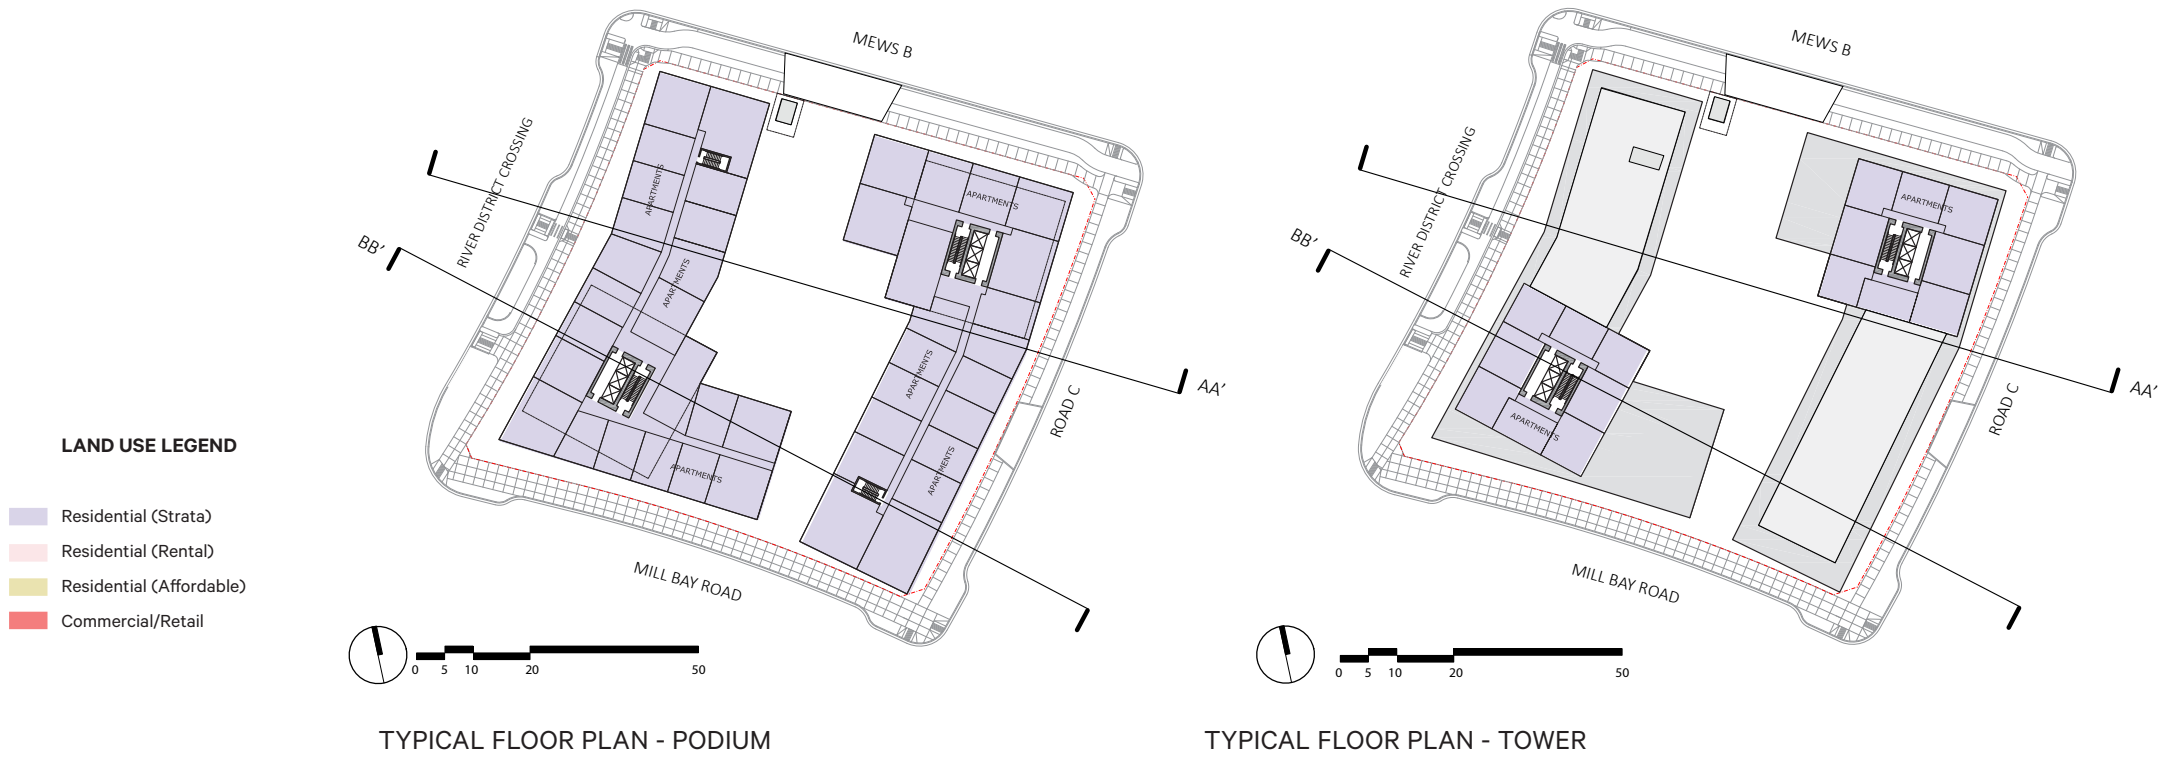 MEWS B
RIVER DISTRICT CROSSING
APARTMENTS
APARTMENTS
APARTMENTS
BB’
AA’
APARTMENTS
APARTMENTS
APARTMENTS
ROAD C
MILL BAY ROAD
0 5 10 20 50
TYPICAL FLOOR PLAN - PODIUM
MEWS B
RIVER DISTRICT CROSSING
APARTMENTS
BB’
AA’
APARTMENTS
ROAD C
MILL BAY ROAD
0 5 10 20 50
TYPICAL FLOOR PLAN - TOWER
LAND USE LEGEND
Residential (Strata)
Residential (Rental)
Residential (Affordable)
Commercial/Retail